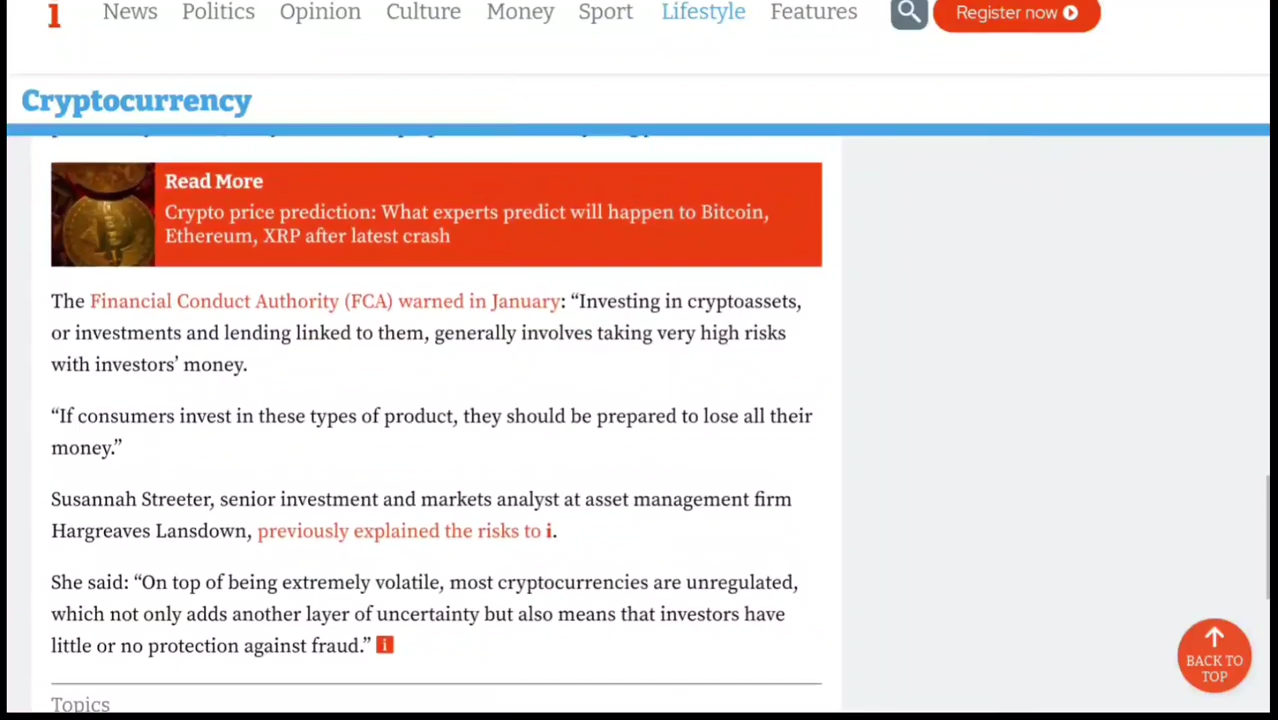 i
News Politics Opinion Culture Money Sport Lifestyle Features Register now
Cryptocurrency
Read More
Crypto price prediction: What experts predict will happen to Bitcoin,
Ethereum, XRP after latest crash
The Financial Conduct Authority (FCA) warned in January: “Investing in cryptoassets,
or investments and lending linked to them, generally involves taking very high risks
with investors’ money.
“If consumers invest in these types of product, they should be prepared to lose all their
money.”
Susannah Streeter, senior investment and markets analyst at asset management firm
Hargreaves Lansdown, previously explained the risks to i.
She said: “On top of being extremely volatile, most cryptocurrencies are unregulated,
which not only adds another layer of uncertainty but also means that investors have
little or no protection against fraud.” i
BACK TO
TOP
Topics